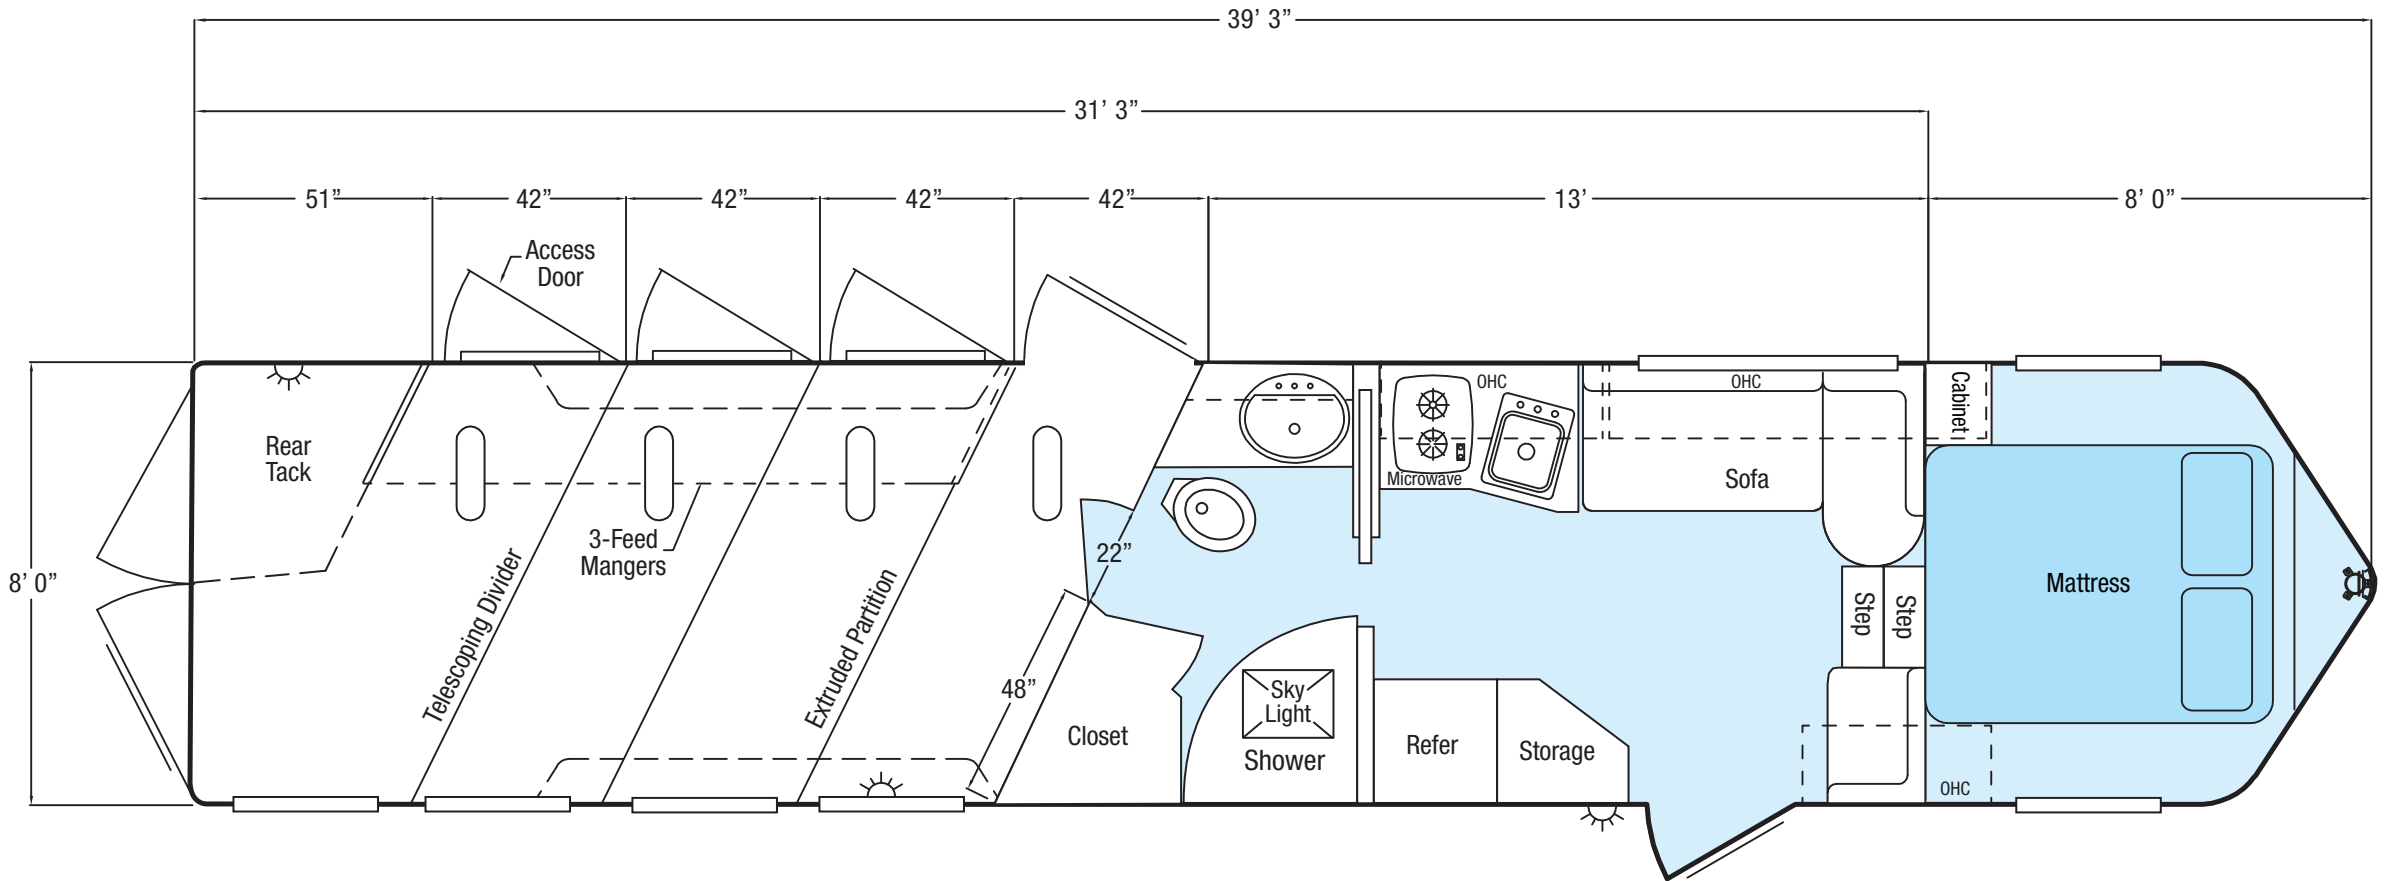 39’ 3”
31’ 3”
51”
42”
42”
42”
42”
13’
8’ 0”
Access
Door
8’ 0”
Rear
Tack
3-Feed
Mangers
Telescoping Divider
Extruded Partition
22”
48”
Closet
Sky
Light
Shower
OHC
Microwave
OHC
Sofa
Refer
Storage
Step
Step
Cabinet
Mattress
OHC